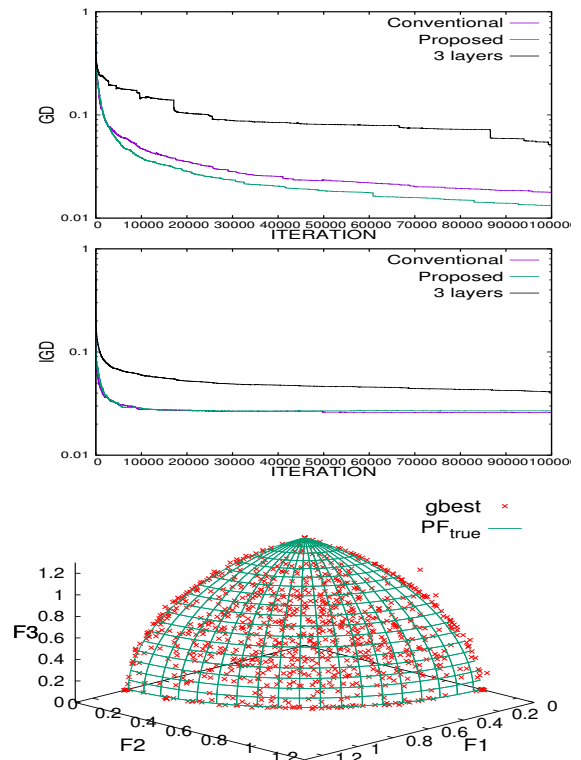 1
Conventional
Proposed
3 layers
GD
0.1
0.01
0 10000 20000 30000 40000 50000 60000 70000 80000 90000 100000
ITERATION
1
Conventional
Proposed
3 layers
IGD
0.1
0.01
0 10000 20000 30000 40000 50000 60000 70000 80000 90000 100000
ITERATION
gbest
PFtrue
1.2
1
0.8
F3
0.6
0.4
0.2
0
0 0.2 0.4 0.6 0.8 1 1.2
F2
1.2 1 0.8 0.6 0.4 0.2 0
F1